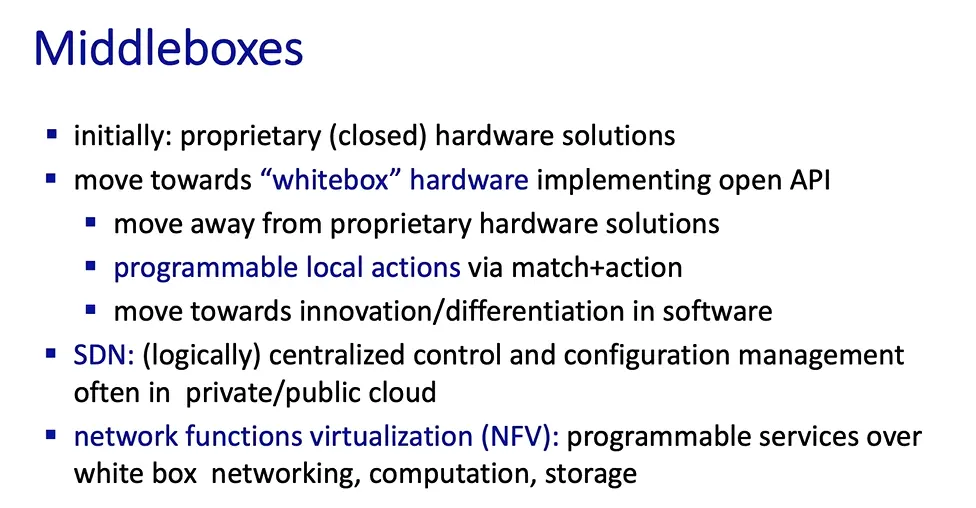 Middleboxes
▪ initially: proprietary (closed) hardware solutions
▪ move towards “whitebox” hardware implementing open API
▪ move away from proprietary hardware solutions
▪ programmable local actions via match+action
▪ move towards innovation/differentiation in software
▪ SDN: (logically) centralized control and configuration management
often in private/public cloud
▪ network functions virtualization (NFV): programmable services over
white box networking, computation, storage